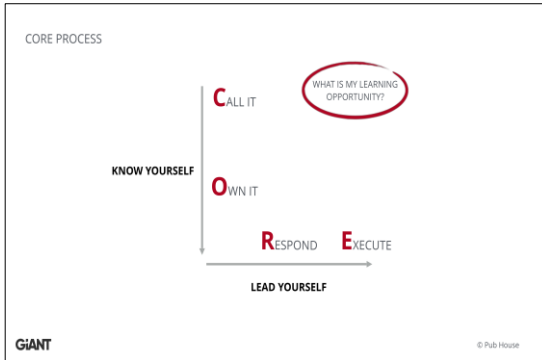 CORE PROCESS
CALL IT
WHAT IS MY LEARNING
OPPORTUNITY?
KNOW YOURSELF
OWN IT
RESPOND EXECUTE
LEAD YOURSELF
GiANT
© Pub House